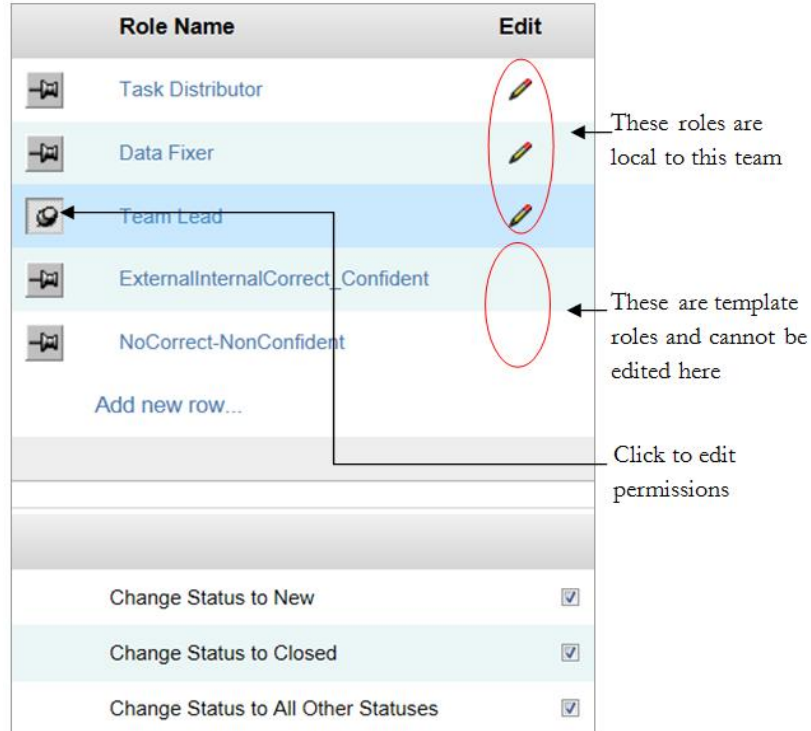 Role Name Edit
Task Distributor
Data Fixer
Team Lead
ExternalInternalCorrect_Confident
NoCorrect-NonConfident
Add new row...
These roles are
local to this team
These are template
roles and cannot be
edited here
Click to edit
permissions
Change Status to New
Change Status to Closed
Change Status to All Other Statuses